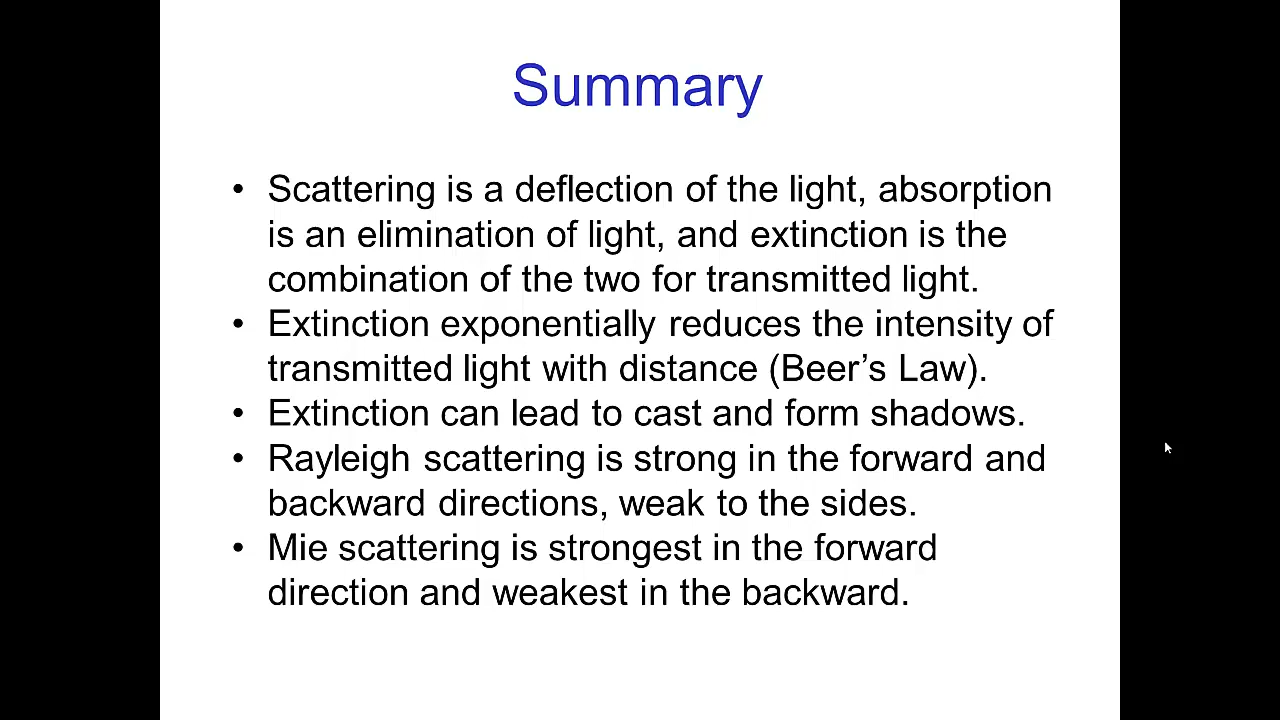 Summary
• Scattering is a deflection of the light, absorption
is an elimination of light, and extinction is the
combination of the two for transmitted light.
• Extinction exponentially reduces the intensity of
transmitted light with distance (Beer’s Law).
• Extinction can lead to cast and form shadows.
• Rayleigh scattering is strong in the forward and
backward directions, weak to the sides.
• Mie scattering is strongest in the forward
direction and weakest in the backward.